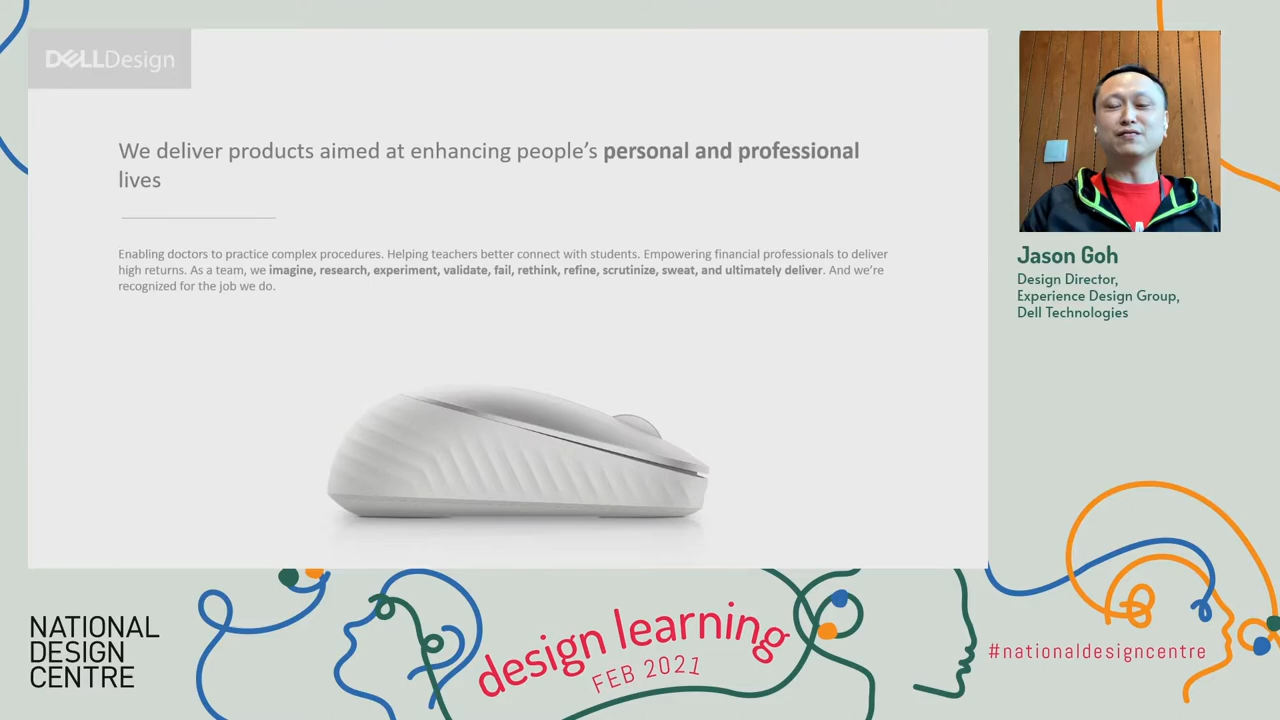 DELLDesign
We deliver products aimed at enhancing people's personal and professional
lives
Enabling doctors to practice complex procedures. Helping teachers better connect with students. Empowering financial professionals to deliver
high returns. As a team, we imagine, research, experiment, validate, fail, rethink, refine, scrutinize, sweat, and ultimately deliver. And we're
recognized for the job we do.
Jason Goh
Design Director,
Experience Design Group,
Dell Technologies
NATIONAL
DESIGN
CENTRE
design learning
FEB 2021
#nationaldesigncentre